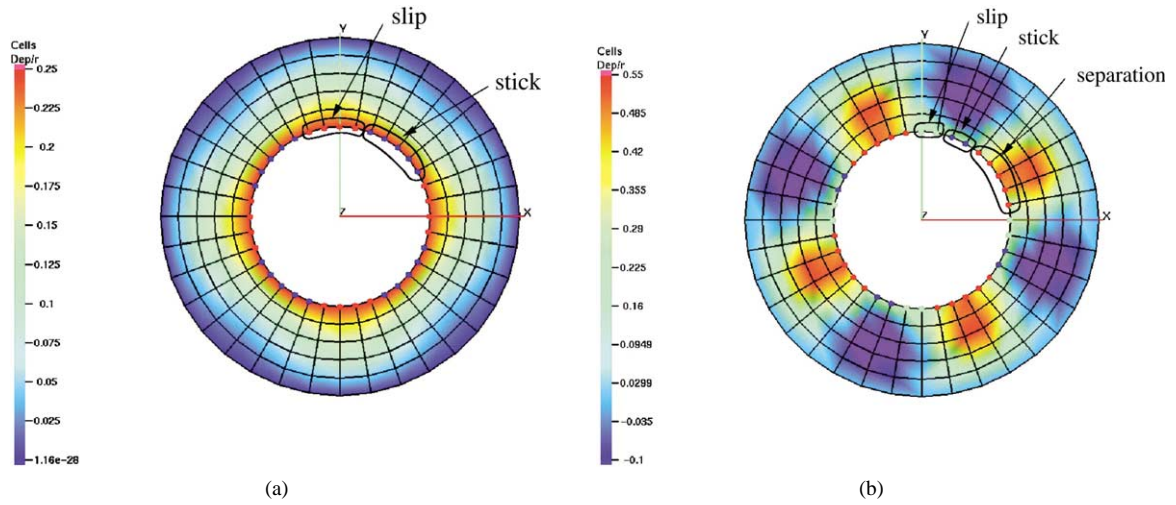 slip
stick
Cells
Dep/r
0.25
0.225
0.2
0.175
0.15
0.125
0.1
0.075
0.05
0.025
1.16e-28
Y
Z
X
(a)
slip
stick
separation
Cells
Dep/r
0.55
0.485
0.42
0.355
0.29
0.225
0.16
0.0949
0.0299
-0.035
-0.1
Y
Z
X
(b)